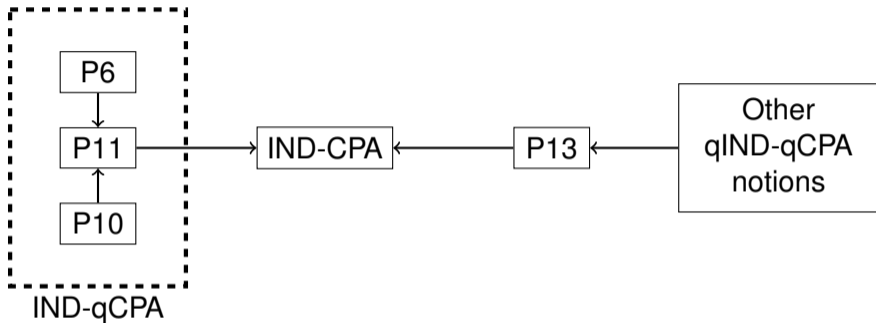 P6
P11
P10
IND-qCPA
IND-CPA
P13
Other
qIND-qCPA
notions